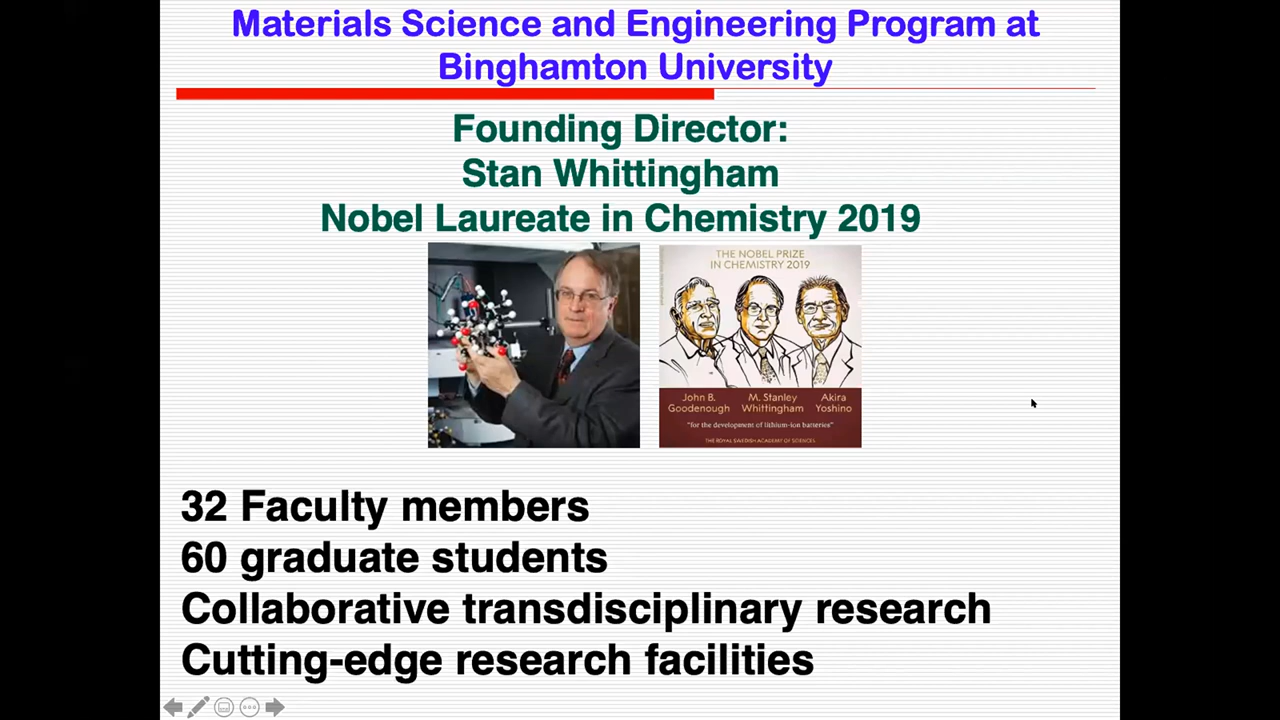 Materials Science and Engineering Program at
Binghamton University
Founding Director:
Stan Whittingham
Nobel Laureate in Chemistry 2019
THE NOBEL PRIZE
IN CHEMISTRY 2019
John B.
Goodenough
M. Stanley
Whittingham
Akira
Yoshino
"for the development of lithium-ion batteries"
THE ROYAL SWEDISH ACADEMY OF SCIENCES
32 Faculty members
60 graduate students
Collaborative transdisciplinary research
Cutting-edge research facilities